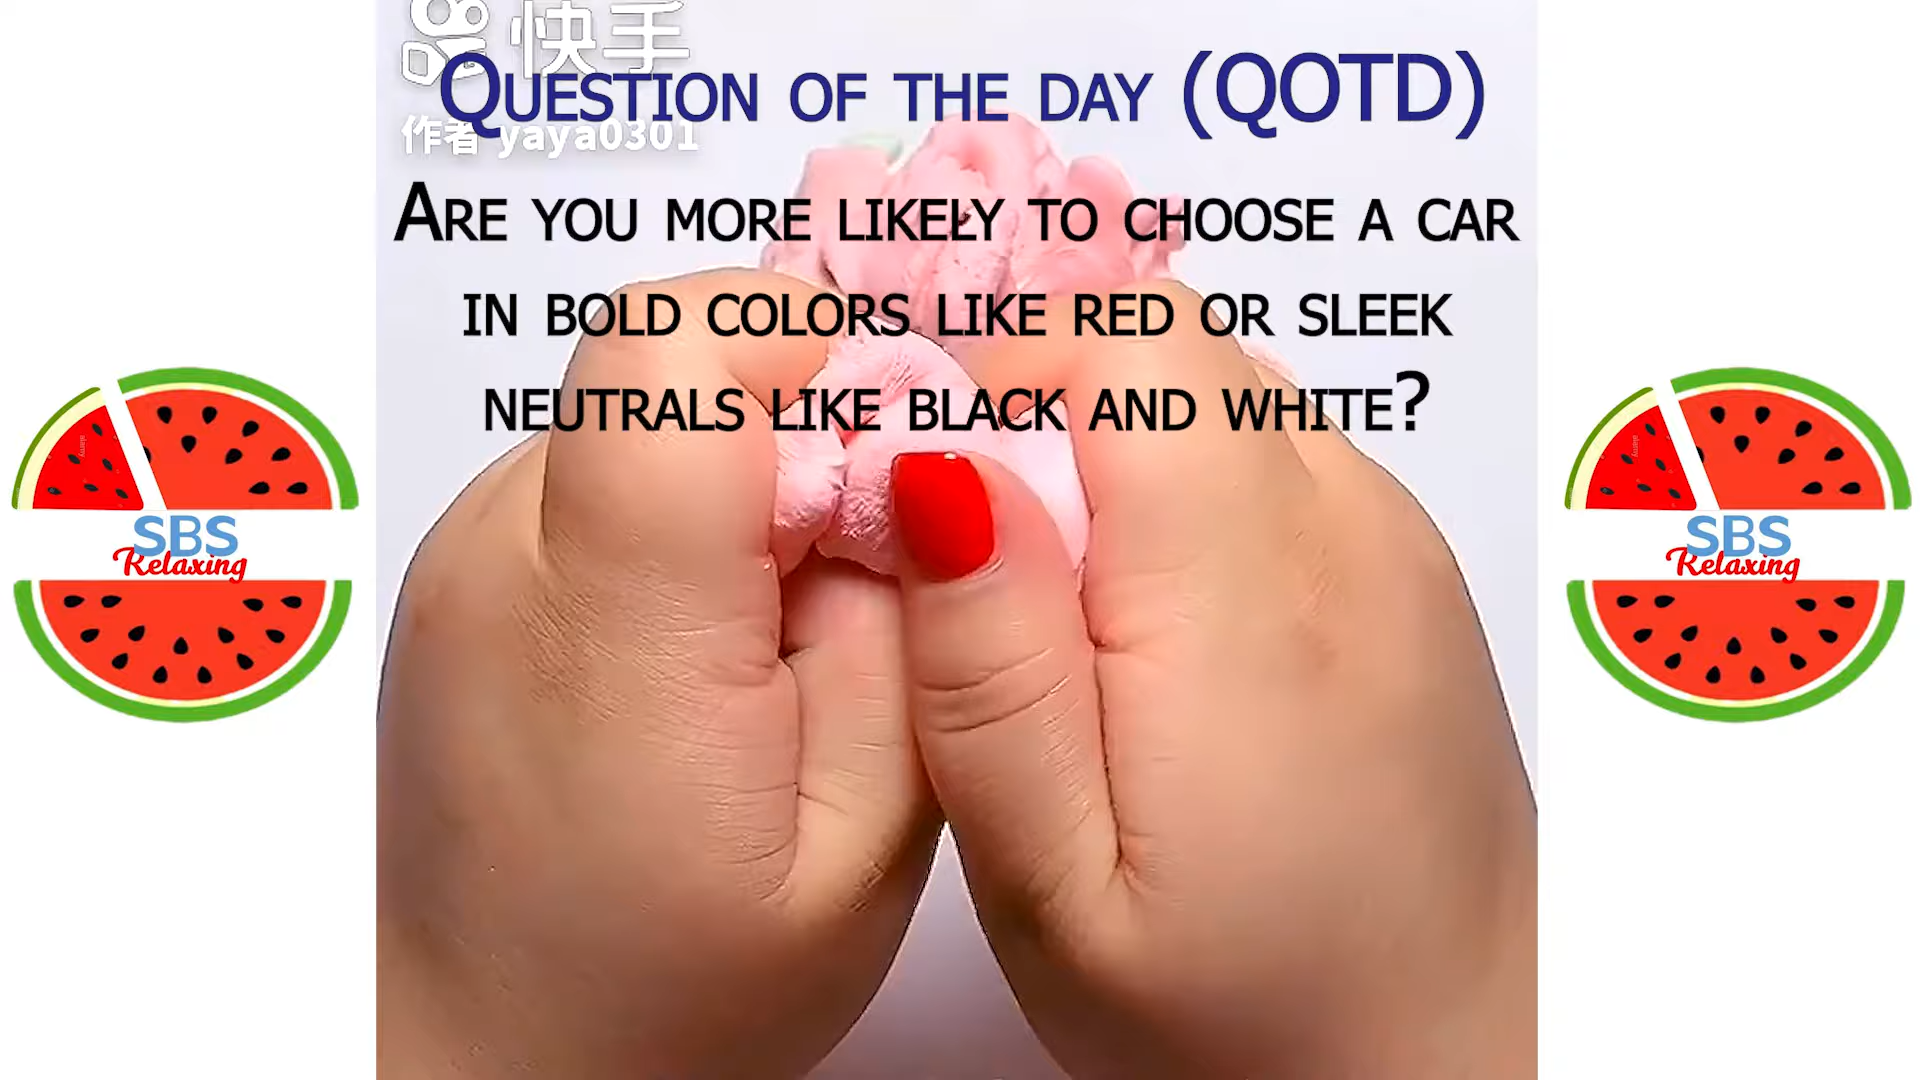 快手
作者 yaya0301
Question of the day (QOTD)
Are you more likely to choose a car
in bold colors like red or sleek
neutrals like black and white?
SBS
Relaxing
SBS
Relaxing